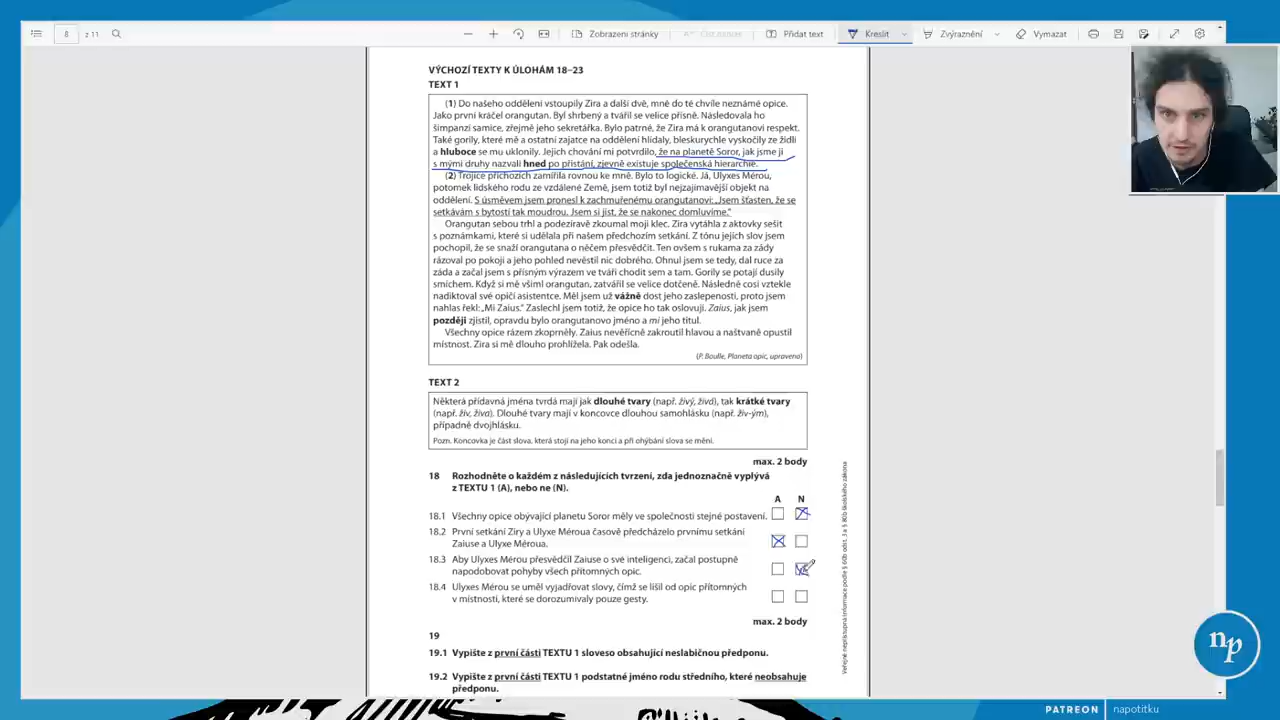 8 z 11 Zobrazení stránky Číst nahlas Přidat text Kreslit Zvýraznění Vymazat
VÝCHOZÍ TEXTY K ÚLOHÁM 18–23
TEXT 1
(1) Do našeho oddělení vstoupily Zira a další dvě, mně do té chvíle neznámé opice.
Jako první kráčel orangutan. Byl shrbený a tvářil se velice přísně. Následovala ho
šimpanzí samice, zřejmě jeho sekretářka. Bylo patrné, že Zira má k orangutanovi respekt.
Také gorily, které mě a ostatní zajatce na oddělení hlídaly, bleskurychle vyskočily ze židlí
a hluboce se mu uklonily. Jejich chování mi potvrdilo, že na planetě Soror, jak jsme ji
s mými druhy nazvali hned po přistání, zjevně existuje společenská hierarchie.
(2) Trojice příchozích zamířila rovnou ke mně. Bylo to logické. Já, Ulyxes Mérou,
potomek lidského rodu ze vzdálené Země, jsem totiž byl nejzajímavější objekt na
oddělení. S úsměvem jsem pronesl k zachmuřenému orangutanovi: „Jsem šťasten, že se
setkávám s bytostí tak moudrou. Jsem si jist, že se nakonec domluvíme.“
Orangutan sebou trhl a podezíravě zkoumal moji klec. Zira vytáhla z aktovky sešit
s poznámkami, které si udělala při našem předchozím setkání. Z tónu jejích slov jsem
pochopil, že se snaží orangutana o něčem přesvědčit. Ten ovšem s rukama za zády
rázoval po pokoji a jeho pohled nevěstil nic dobrého. Ohnul jsem se tedy, dal ruce za
záda a začal jsem s přísným výrazem ve tváři chodit sem a tam. Gorily se potají dusily
smíchem. Když si mě všiml orangutan, zatvářil se velice dotčeně. Následně cosi vztekle
nadiktoval své opičí asistence. Měl jsem už vážně dost jeho zaslepenosti, proto jsem
nahlas řekl: „Mi Zaius.“ Zaslechl jsem totiž, že opice ho tak oslovují. Zaius, jak jsem
později zjistil, opravdu bylo orangutanovo jméno a mi jeho titul.
Všechny opice rázem zkoprněly. Zaius nevěřícně zakroutil hlavou a naštvaně opustil
místnost. Zira si mě dlouho prohlížela. Pak odešla.
(P. Boulle, Planeta opic, upraveno)
TEXT 2
Některá přídavná jména tvrdá mají jak dlouhé tvary (např. živý, živá), tak krátké tvary
(např. živ, živa). Dlouhé tvary mají v koncovce dlouhou samohlásku (např. živ-ým),
případně dvojhlásku.
Pozn. Koncovka je část slova, která stojí na jeho konci a při ohýbání slova se mění.
max. 2 body
18 Rozhodněte o každém z následujících tvrzení, zda jednoznačně vyplývá
z TEXTU 1 (A), nebo ne (N).
A N
18.1 Všechny opice obývající planetu Soror měly ve společnosti stejné postavení.
18.2 První setkání Ziry a Ulyxe Méroua časově předcházelo prvnímu setkání
Zaiuse a Ulyxe Méroua.
18.3 Aby Ulyxes Mérou přesvědčil Zaiuse o své inteligenci, začal postupně
napodobovat pohyby všech přítomných opic.
18.4 Ulyxes Mérou se uměl vyjadřovat slovy, čímž se lišil od opic přítomných
v místnosti, které se dorozumívaly pouze gesty.
max. 2 body
19
19.1 Vypište z první části TEXTU 1 sloveso obsahující neslabičnou předponu.
19.2 Vypište z první části TEXTU 1 podstatné jméno rodu středního, které neobsahuje
předponu.
Veřejně nepřístupná informace podle § 60b odst. 3 a § 80b školského zákona
np
PATREON napotitku